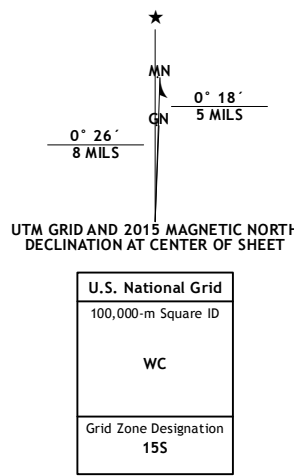 ★
MN
0° 18´
5 MILS
GN
0° 26´
8 MILS
UTM GRID AND 2015 MAGNETIC NORTH
DECLINATION AT CENTER OF SHEET
U.S. National Grid
100,000-m Square ID
WC
Grid Zone Designation
15S